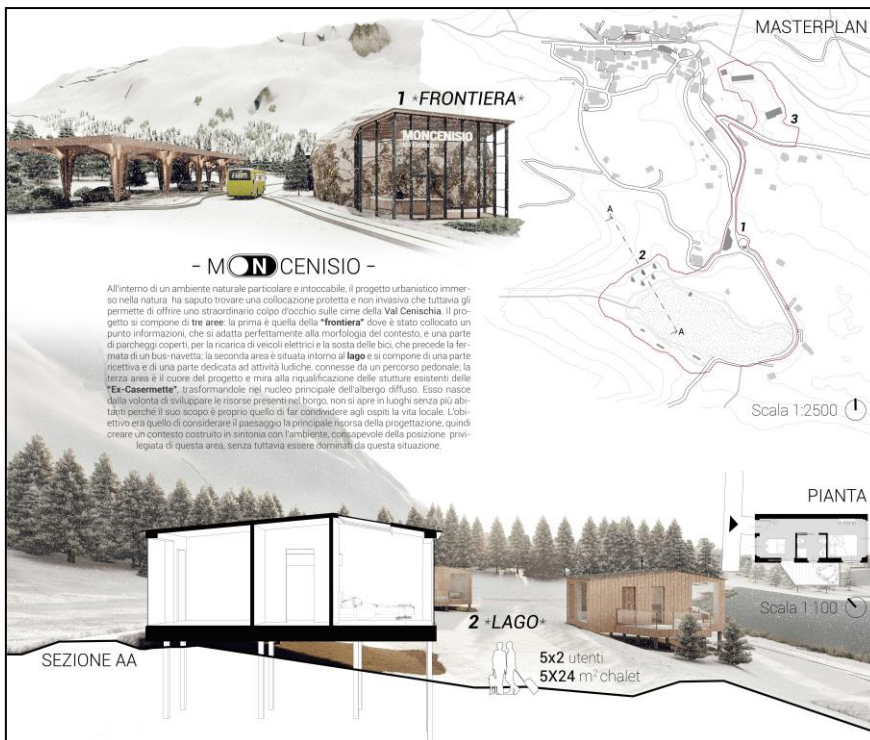 MASTERPLAN
1 *FRONTIERA*
MONCENISIO
3
A
1
2
A
Scala 1:2500
- MONCENISIO -
All'interno di un ambiente naturale particolare e intoccabile, il progetto urbanistico immer-
so nella natura ha saputo trovare una collocazione protetta e non invasiva che tuttavia gli
permette di offrire uno straordinario colpo d'occhio sulle cime della Val Cenischia. Il pro-
getto si compone di tre aree: la prima è quella della "frontiera" dove è stato collocato un
punto informazioni, che si adatta perfettamente alla morfologia del contesto, e una parte
di parcheggi coperti, per la ricarica di veicoli elettrici e la sosta delle bici, che precede la fer-
mata di un bus-navetta; la seconda area è situata intorno al lago e si compone di una parte
ricettiva e di una parte dedicata ad attività ludiche, connesse da un percorso pedonale; la
terza area è il cuore del progetto e mira alla riqualificazione delle stutture esistenti delle
"Ex-Casermette", trasformandole nel nucleo principale dell'albergo diffuso. Esso nasce
dalla volontà di sviluppare le risorse presenti nel borgo, non si apre in luoghi senza più abi-
tanti perché il suo scopo è proprio quello di far condividere agli ospiti la vita locale. L'obi-
ettivo era quello di considerare il paesaggio la principale risorsa della progettazione, quindi
creare un contesto costruito in sintonia con l'ambiente, consapevole della posizione privi-
legiata di questa area, senza tuttavia essere dominati da questa situazione.
PIANTA
Scala 1:100
2 *LAGO*
SEZIONE AA
5x2 utenti
5X24 m² chalet